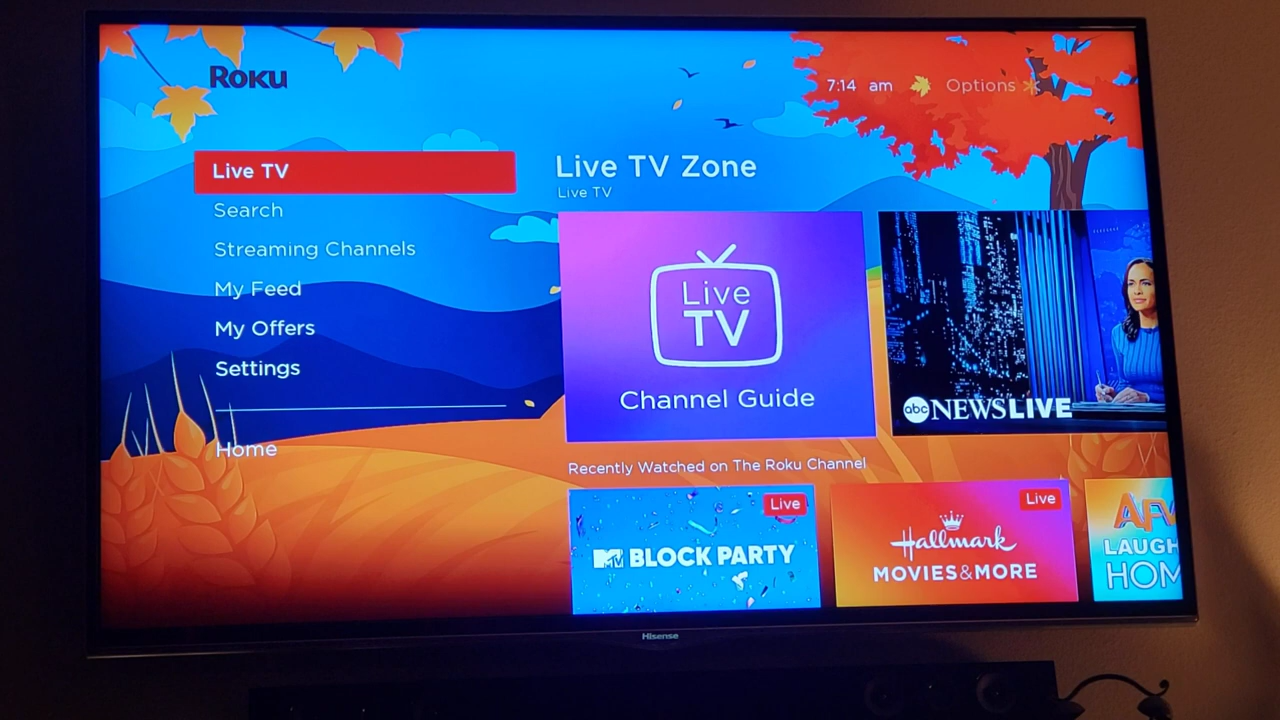 Roku
7:14 am Options
Live TV
Search
Streaming Channels
My Feed
My Offers
Settings
Home
Live TV Zone
Live TV
Live
TV
Channel Guide
abc NEWSLIVE
Recently Watched on The Roku Channel
Live
MTV BLOCK PARTY
Live
Hallmark
MOVIES&MORE
AFV
LAUGH
HOM
Hisense